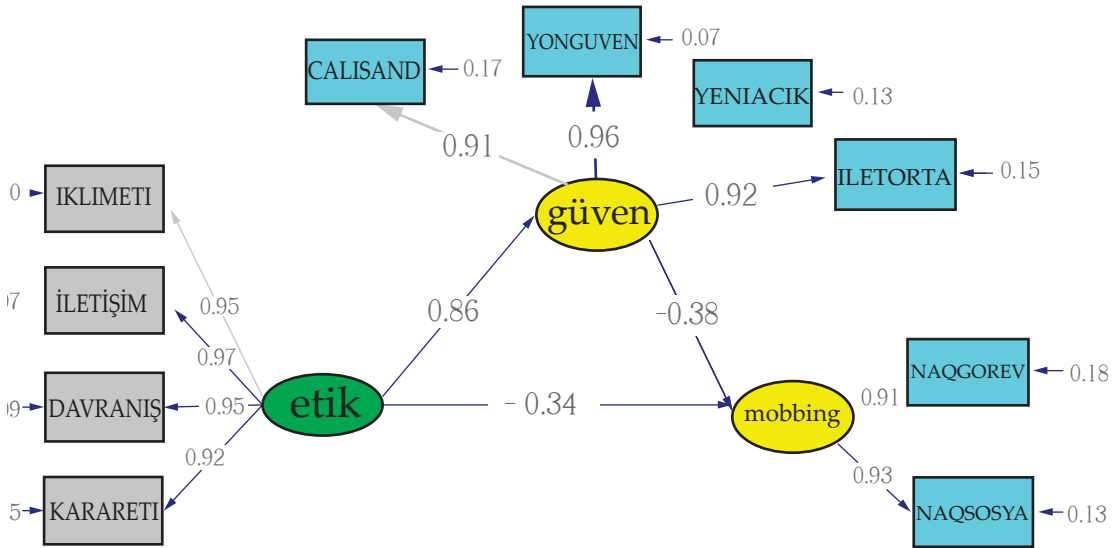 YONGUVEN
0.07
CALISAND
0.17
YENIACIK
0.13
0.96
0.91
ILETORTA
0.15
0.92
IKLIMETI
0
güven
İLETİŞİM
0.95
0.86
-0.38
0.97
NAQGOREV
0.18
DAVRANIŞ
0.95
etik
- 0.34
mobbing
0.91
0.92
0.93
KARARETI
5
NAQSOSYA
0.13